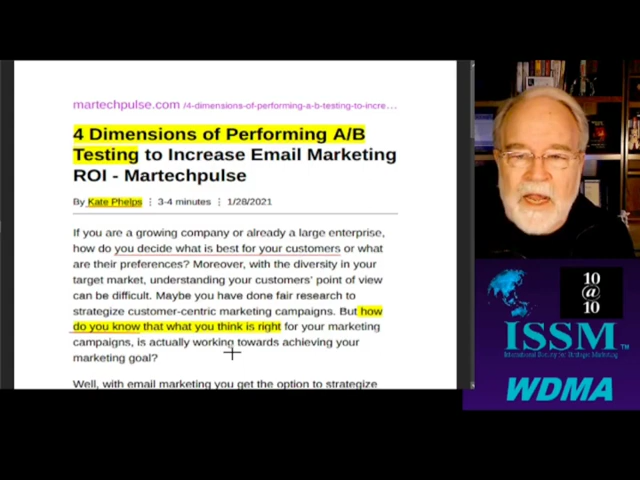 martechpulse.com /4-dimensions-of-performing-a-b-testing-to-incre...
4 Dimensions of Performing A/B
Testing to Increase Email Marketing
ROI - Martechpulse
By Kate Phelps ⋮ 3-4 minutes ⋮ 1/28/2021
If you are a growing company or already a large enterprise,
how do you decide what is best for your customers or what
are their preferences? Moreover, with the diversity in your
target market, understanding your customers' point of view
can be difficult. Maybe you have done fair research to
strategize customer-centric marketing campaigns. But how
do you know that what you think is right for your marketing
campaigns, is actually working towards achieving your
marketing goal?
Well, with email marketing you get the option to strategize
10
@
10
ISSM™
International Society for Strategic Marketing
WDMA